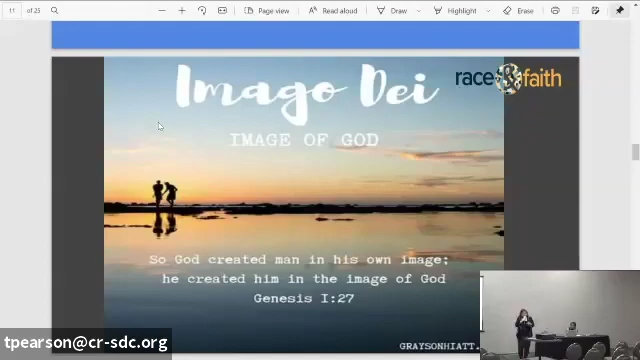 11 of 25
Page view
Read aloud
Draw
Highlight
Erase
Imago Dei
race&faith
IMAGE OF GOD
So God created man in his own image;
he created him in the image of God
Genesis I:27
GRAYSONHIATT.
tpearson@cr-sdc.org